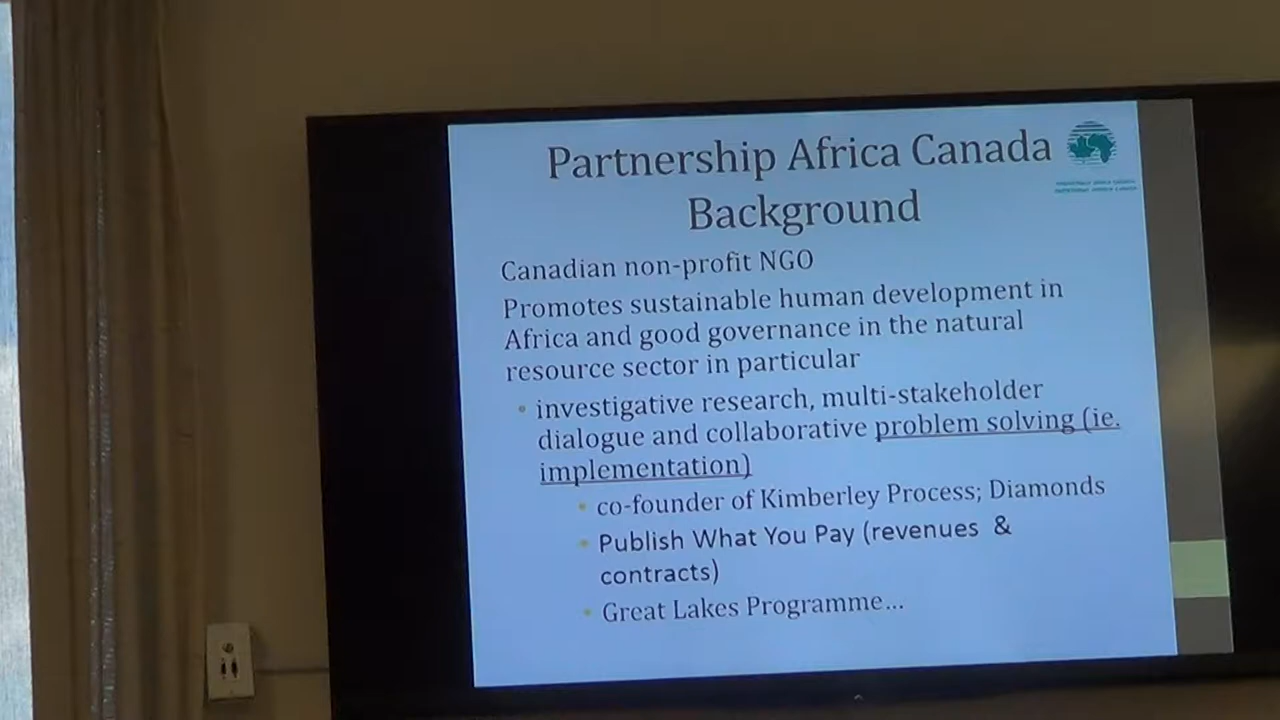 Partnership Africa Canada
Background
Canadian non-profit NGO
Promotes sustainable human development in
Africa and good governance in the natural
resource sector in particular
• investigative research, multi-stakeholder
dialogue and collaborative problem solving (ie.
implementation)
• co-founder of Kimberley Process; Diamonds
• Publish What You Pay (revenues & 
contracts)
• Great Lakes Programme...